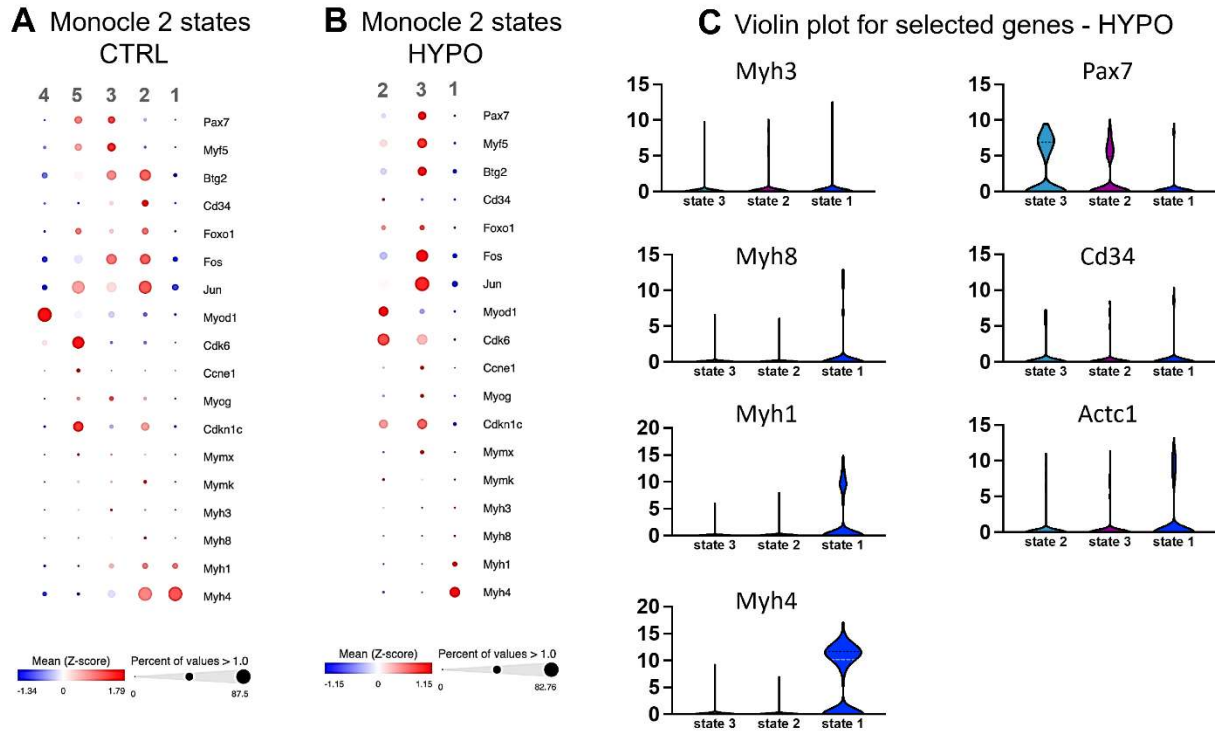 A Monocle 2 states
CTRL
4 5 3 2 1
Pax7
Myf5
Btg2
Cd34
Foxo1
Fos
Jun
Myod1
Cdk6
Ccne1
Myog
Cdkn1c
Mymx
Mymk
Myh3
Myh8
Myh1
Myh4
Mean (Z-score) Percent of values > 1.0
-1.34 0 1.79 0 87.5
B Monocle 2 states
HYPO
2 3 1
Pax7
Myf5
Btg2
Cd34
Foxo1
Fos
Jun
Myod1
Cdk6
Ccne1
Myog
Cdkn1c
Mymx
Mymk
Myh3
Myh8
Myh1
Myh4
Mean (Z-score) Percent of values > 1.0
-1.15 0 1.15 0 82.76
C Violin plot for selected genes - HYPO
Myh3
15
10
5
0
state 3 state 2 state 1
Pax7
15
10
5
0
state 3 state 2 state 1
Myh8
15
10
5
0
state 3 state 2 state 1
Cd34
15
10
5
0
state 3 state 2 state 1
Myh1
20
15
10
5
0
state 3 state 2 state 1
Actc1
15
10
5
0
state 2 state 3 state 1
Myh4
20
15
10
5
0
state 3 state 2 state 1